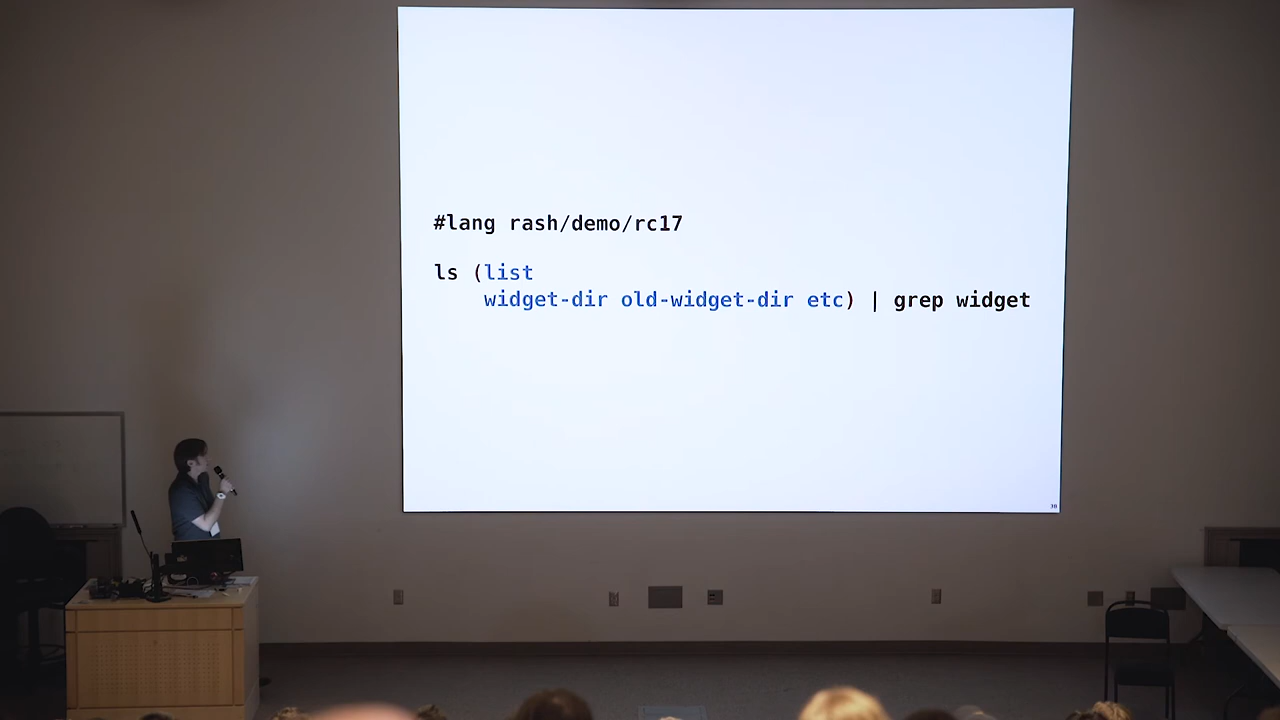 #lang rash/demo/rc17
ls (list
widget-dir old-widget-dir etc) | grep widget